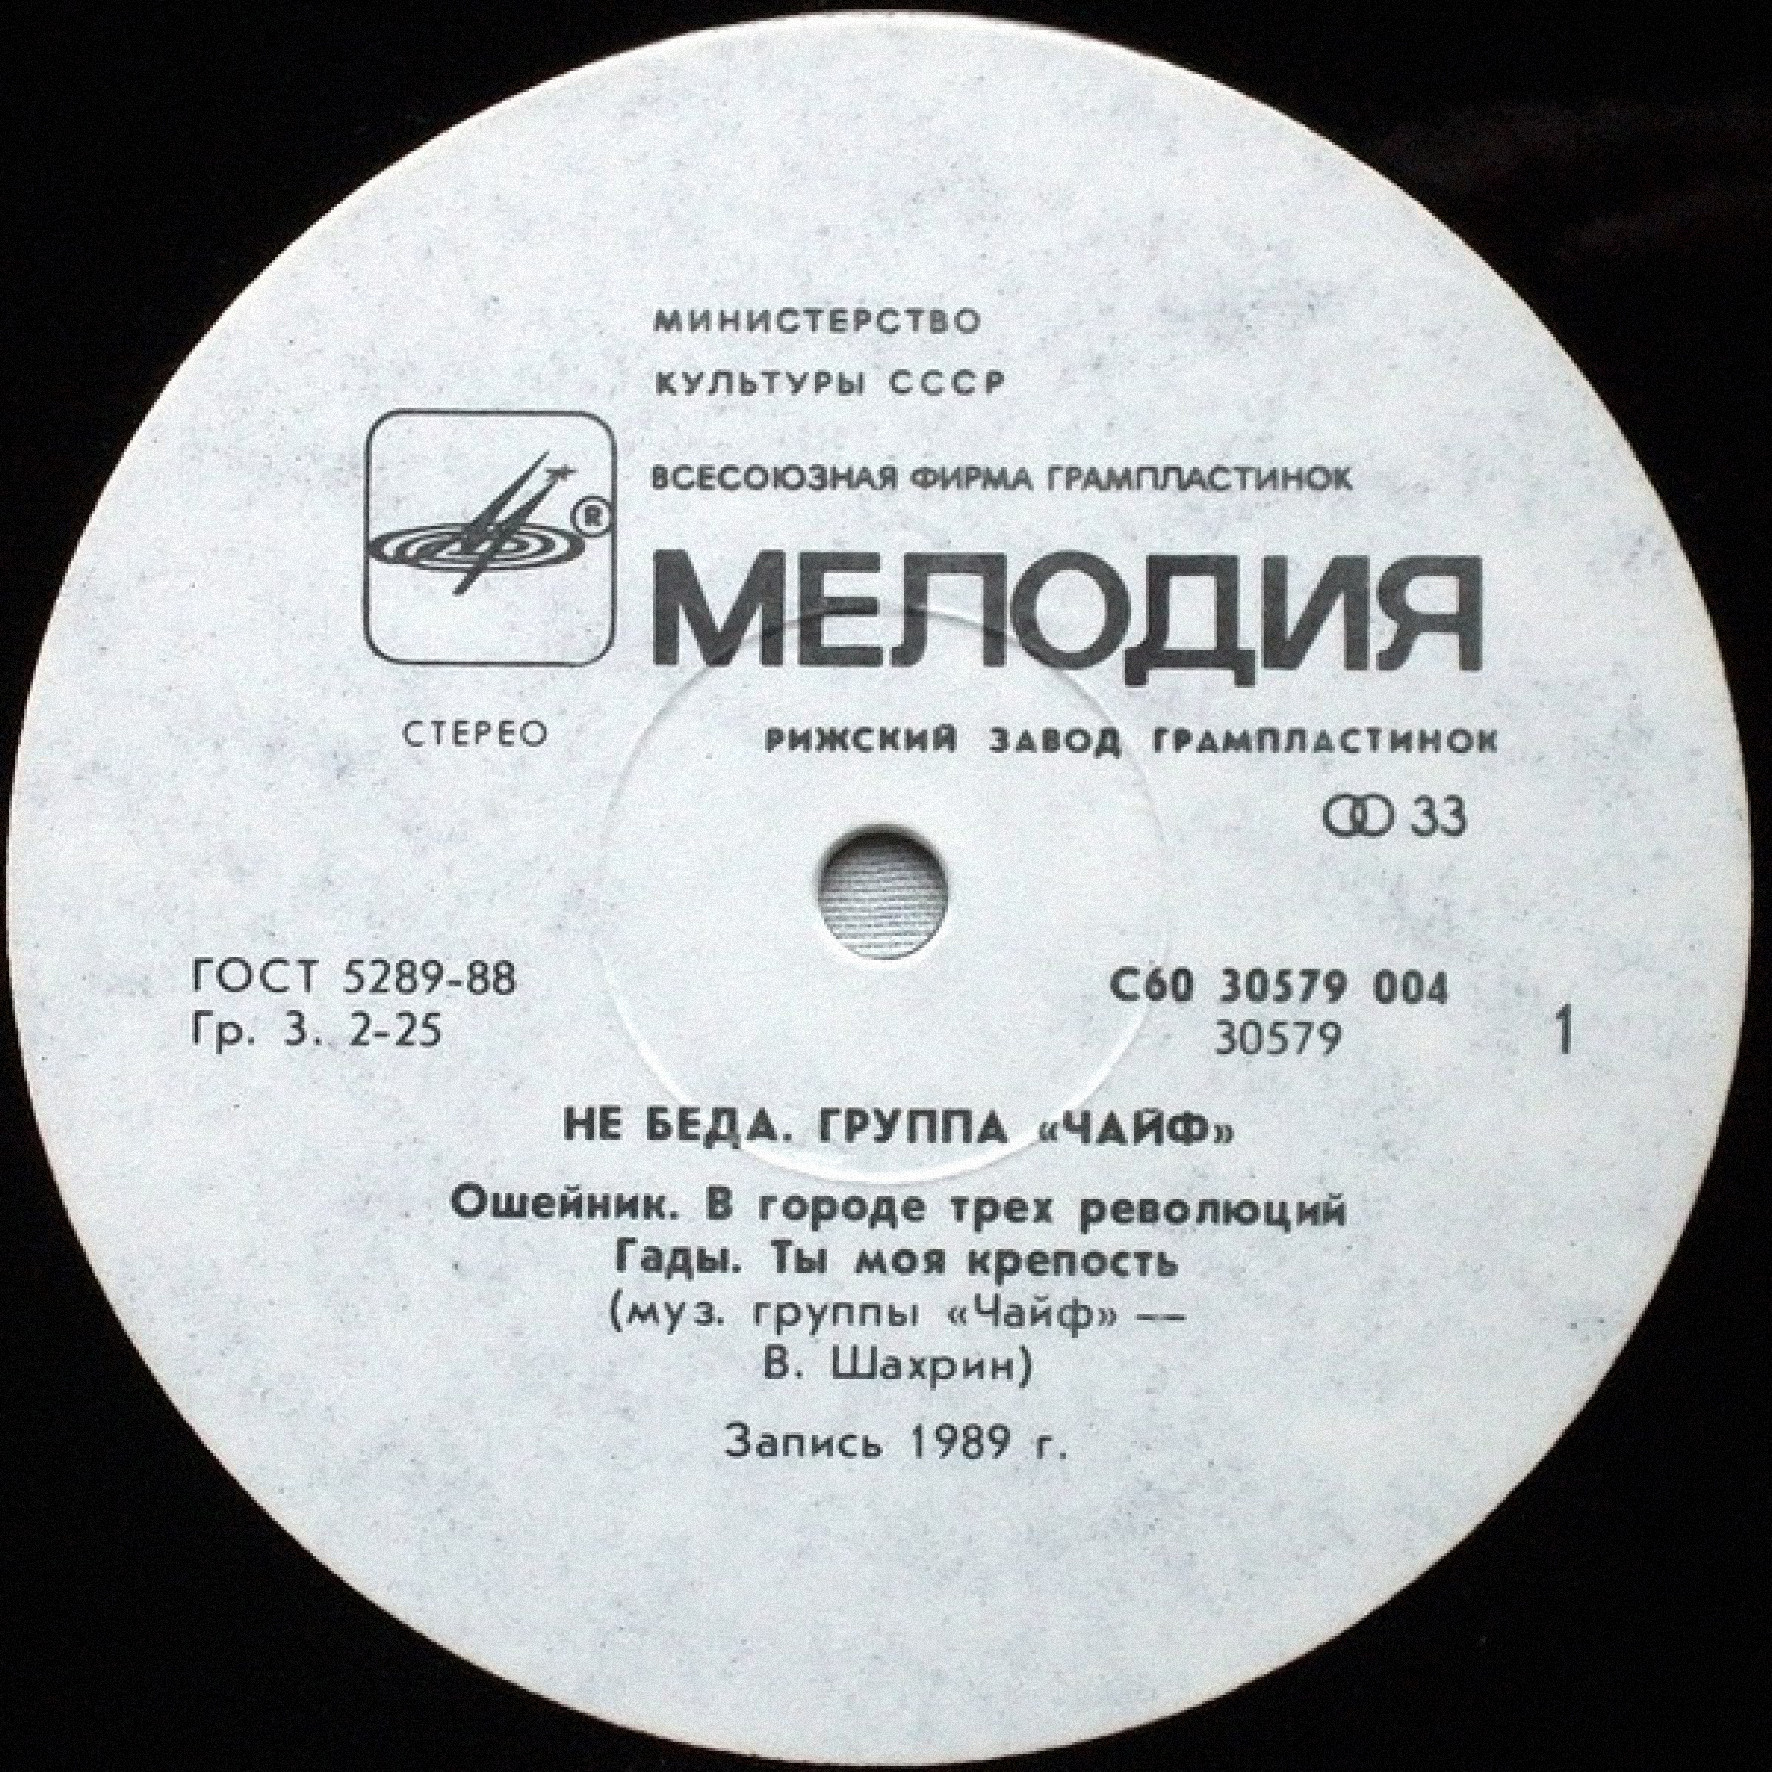 МИНИСТЕРСТВО
КУЛЬТУРЫ СССР
ВСЕСОЮЗНАЯ ФИРМА ГРАМПЛАСТИНОК
®
МЕЛОДИЯ
СТЕРЕО
РИЖСКИЙ ЗАВОД ГРАМПЛАСТИНОК
33
ГОСТ 5289-88
Гр. 3. 2-25
С60 30579 004
30579
1
НЕ БЕДА. ГРУППА «ЧАЙФ»
Ошейник. В городе трех революций
Гады. Ты моя крепость
(муз. группы «Чайф» —
В. Шахрин)
Запись 1989 г.